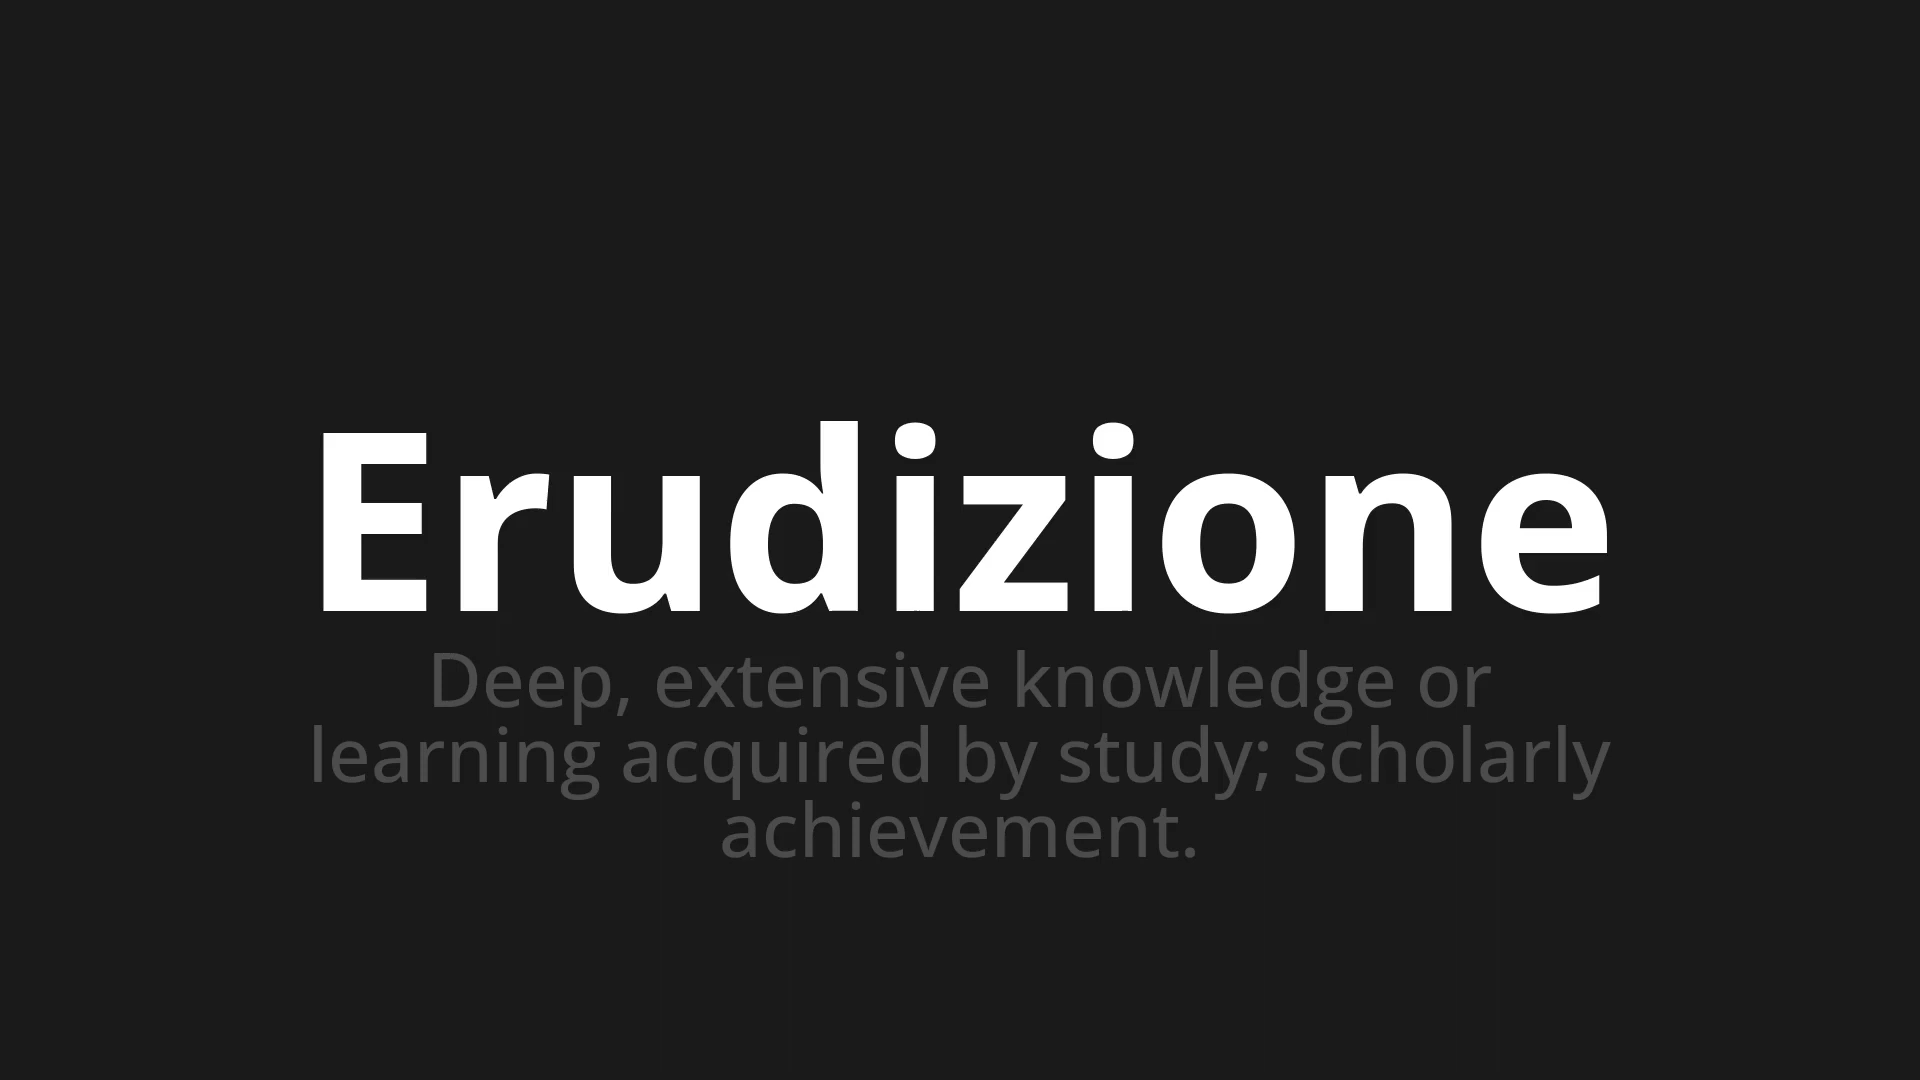 Erudizione
Deep, extensive knowledge or
learning acquired by study; scholarly
achievement.